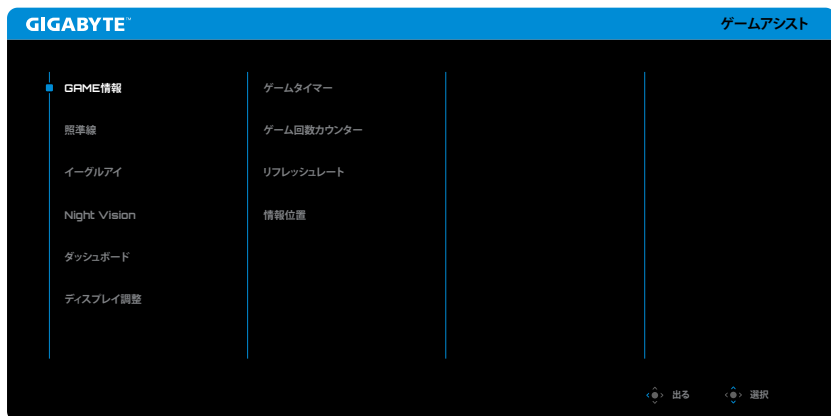 GIGABYTE™
ゲームアシスト
GAME情報
ゲームタイマー
照準線
ゲーム回数カウンター
イーグルアイ
リフレッシュレート
Night Vision
情報位置
ダッシュボード
ディスプレイ調整
出る
選択